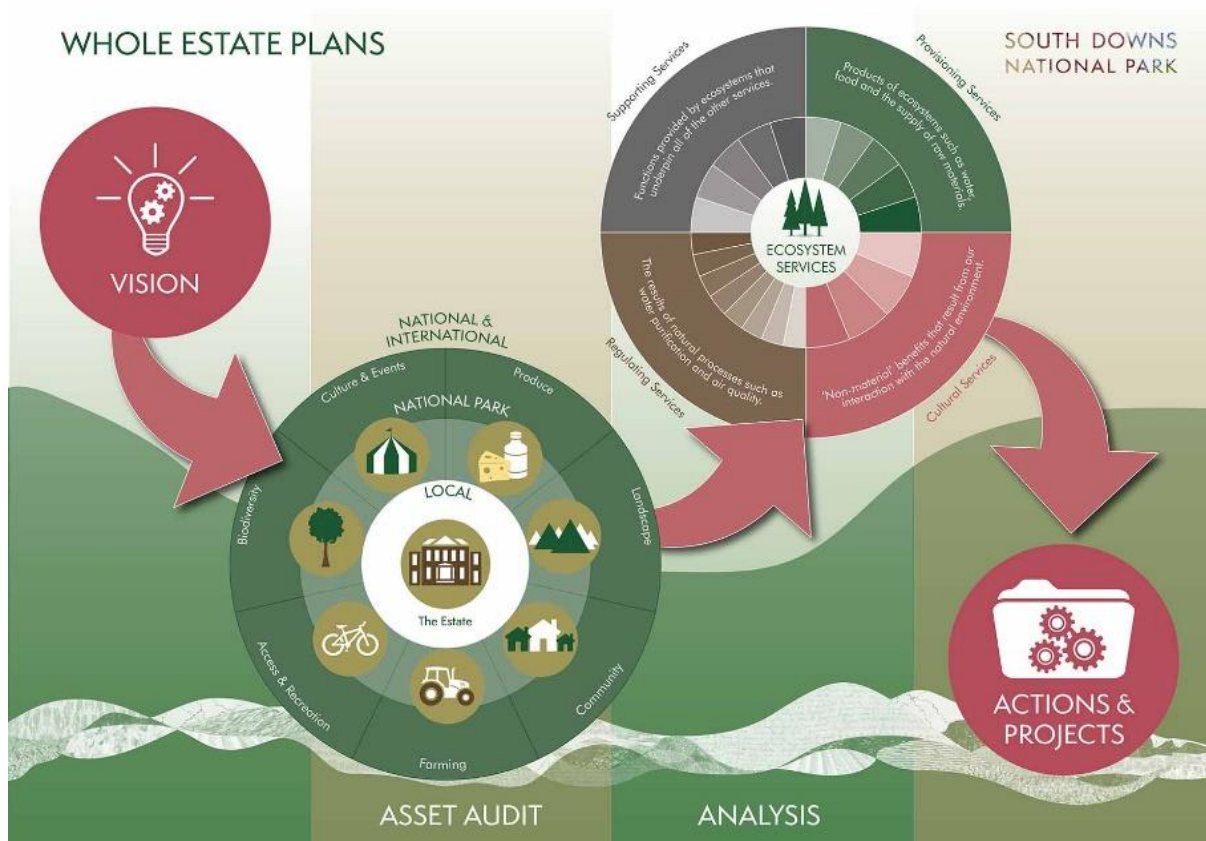 WHOLE ESTATE PLANS
SOUTH DOWNS
NATIONAL PARK
VISION
NATIONAL &
INTERNATIONAL
Culture & Events
Produce
NATIONAL PARK
Biodiversity
Landscape
LOCAL
The Estate
Access & Recreation
Community
Farming
Supporting Services
Functions provided by ecosystems that
underpin all of the other services.
Provisioning Services
Products of ecosystems such as water,
food and the supply of raw materials.
ECOSYSTEM
SERVICES
Regulating Services
The results of natural processes such as
water purification and air quality.
Cultural Services
'Non-material' benefits that result from our
interaction with the natural environment.
ACTIONS &
PROJECTS
ASSET AUDIT
ANALYSIS